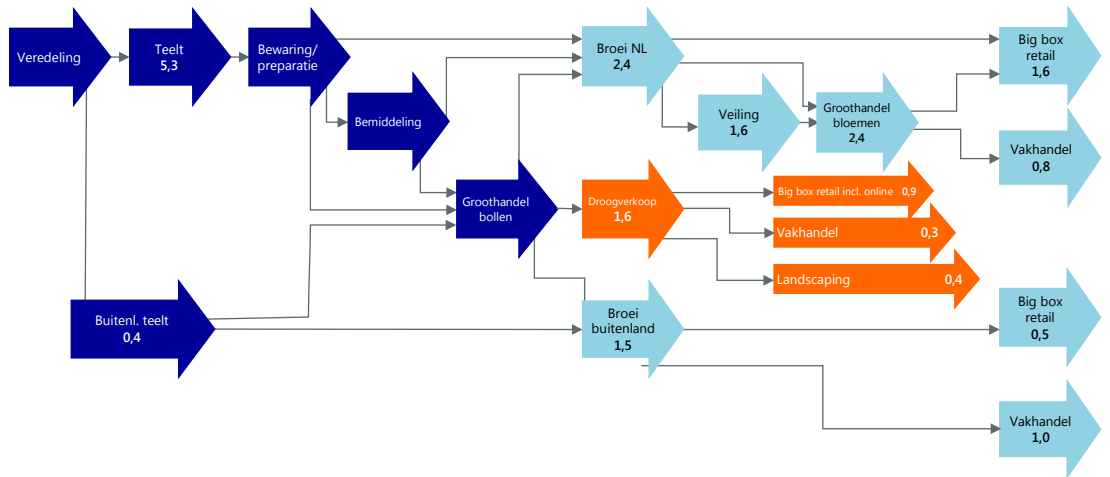 Veredeling
Teelt
5,3
Bewaring/
preparatie
Bemiddeling
Groothandel
bollen
Buitenl. teelt
0,4
Broei NL
2,4
Veiling
1,6
Groothandel
bloemen
2,4
Big box
retail
1,6
Vakhandel
0,8
Droogverkoop
1,6
Big box retail incl. online 0,9
Vakhandel 0,3
Landscaping 0,4
Broei
buitenland
1,5
Big box
retail
0,5
Vakhandel
1,0